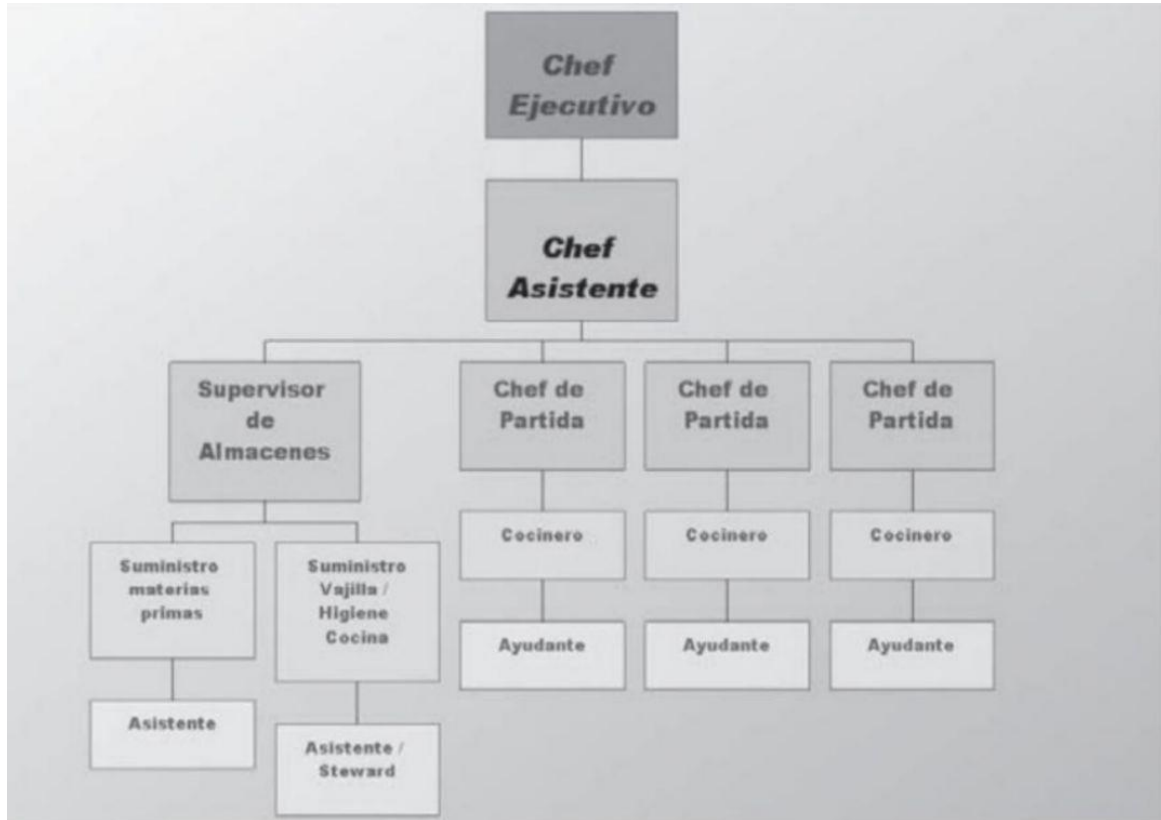 Chef
Ejecutivo
Chef
Asistente
Supervisor
de
Almacenes
Chef de
Partida
Chef de
Partida
Chef de
Partida
Suministro
materias
primas
Suministro
Vajilla /
Higiene
Cocina
Cocinero
Cocinero
Cocinero
Ayudante
Ayudante
Ayudante
Asistente
Asistente /
Steward